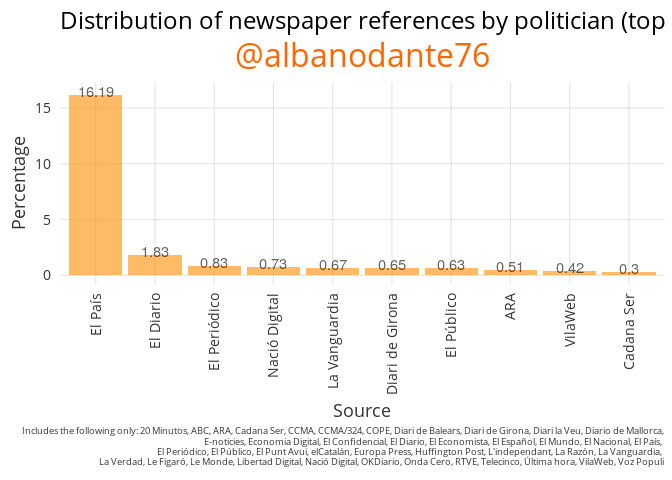 Distribution of newspaper references by politician (top
@albanodante76
Percentage
15
10
5
0
16.19
1.83
0.83
0.73
0.67
0.65
0.63
0.51
0.42
0.3
El País
El Diario
El Periódico
Nació Digital
La Vanguardia
Diari de Girona
El Público
ARA
VilaWeb
Cadana Ser
Source
Includes the following only: 20 Minutos, ABC, ARA, Cadana Ser, CCMA, CCMA/324, COPE, Diari de Balears, Diari de Girona, Diari la Veu, Diario de Mallorca,
E-noticies, Economia Digital, El Confidencial, El Diario, El Economista, El Español, El Mundo, El Nacional, El País,
El Periódico, El Público, El Punt Avui, elCatalán, Europa Press, Huffington Post, L'independant, La Razón, La Vanguardia,
La Verdad, Le Figaró, Le Monde, Libertad Digital, Nació Digital, OKDiario, Onda Cero, RTVE, Telecinco, Última hora, VilaWeb, Voz Populi